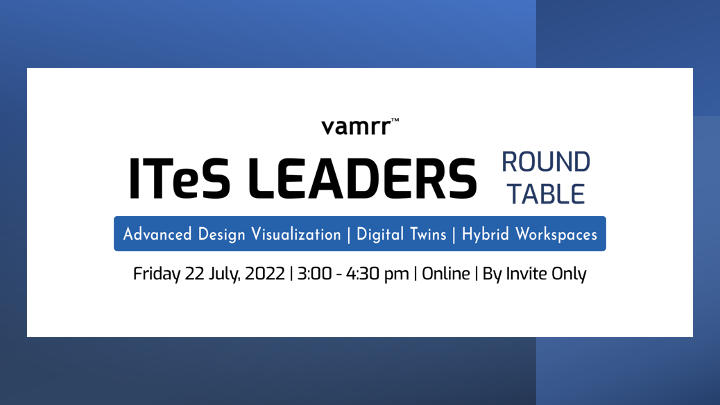 vamrr™
ITeS LEADERS
ROUND
TABLE
Advanced Design Visualization | Digital Twins | Hybrid Workspaces
Friday 22 July, 2022 | 3:00 - 4:30 pm | Online | By Invite Only